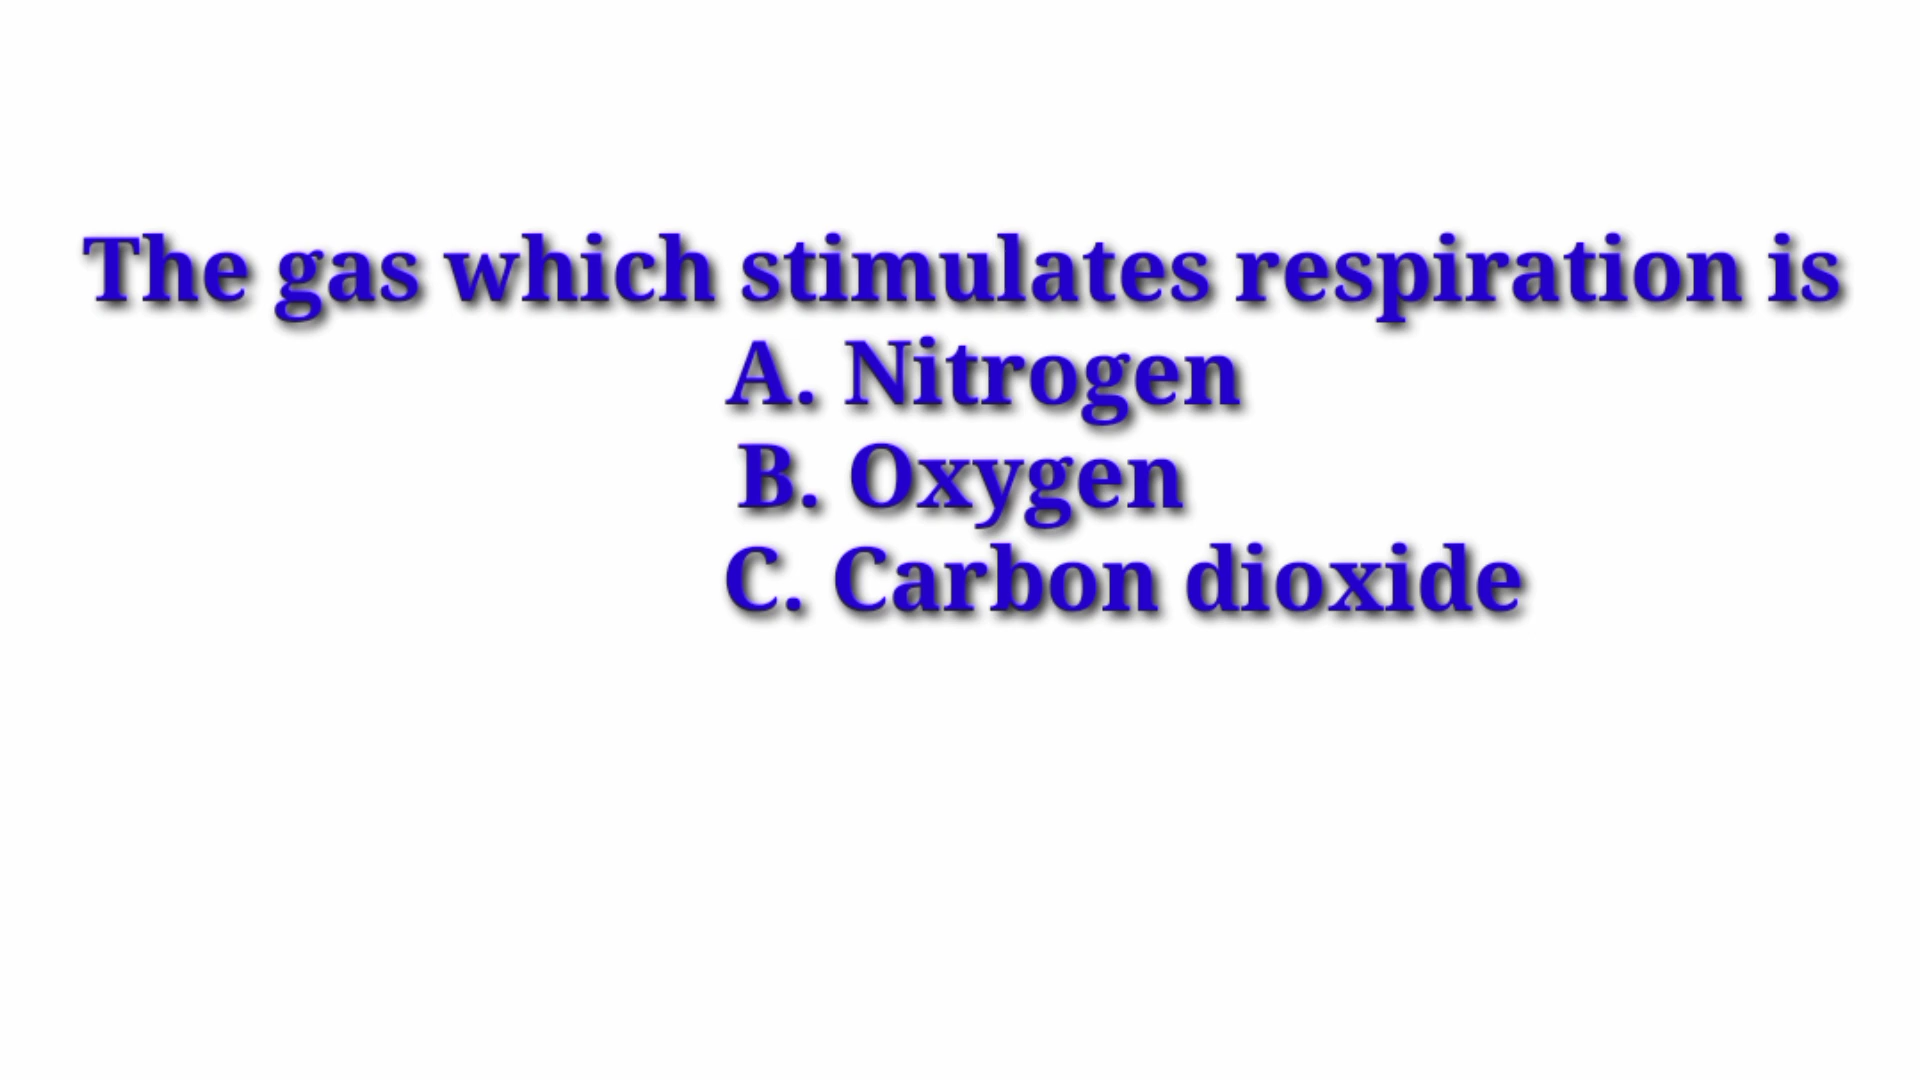 The gas which stimulates respiration is
A. Nitrogen
B. Oxygen
C. Carbon dioxide